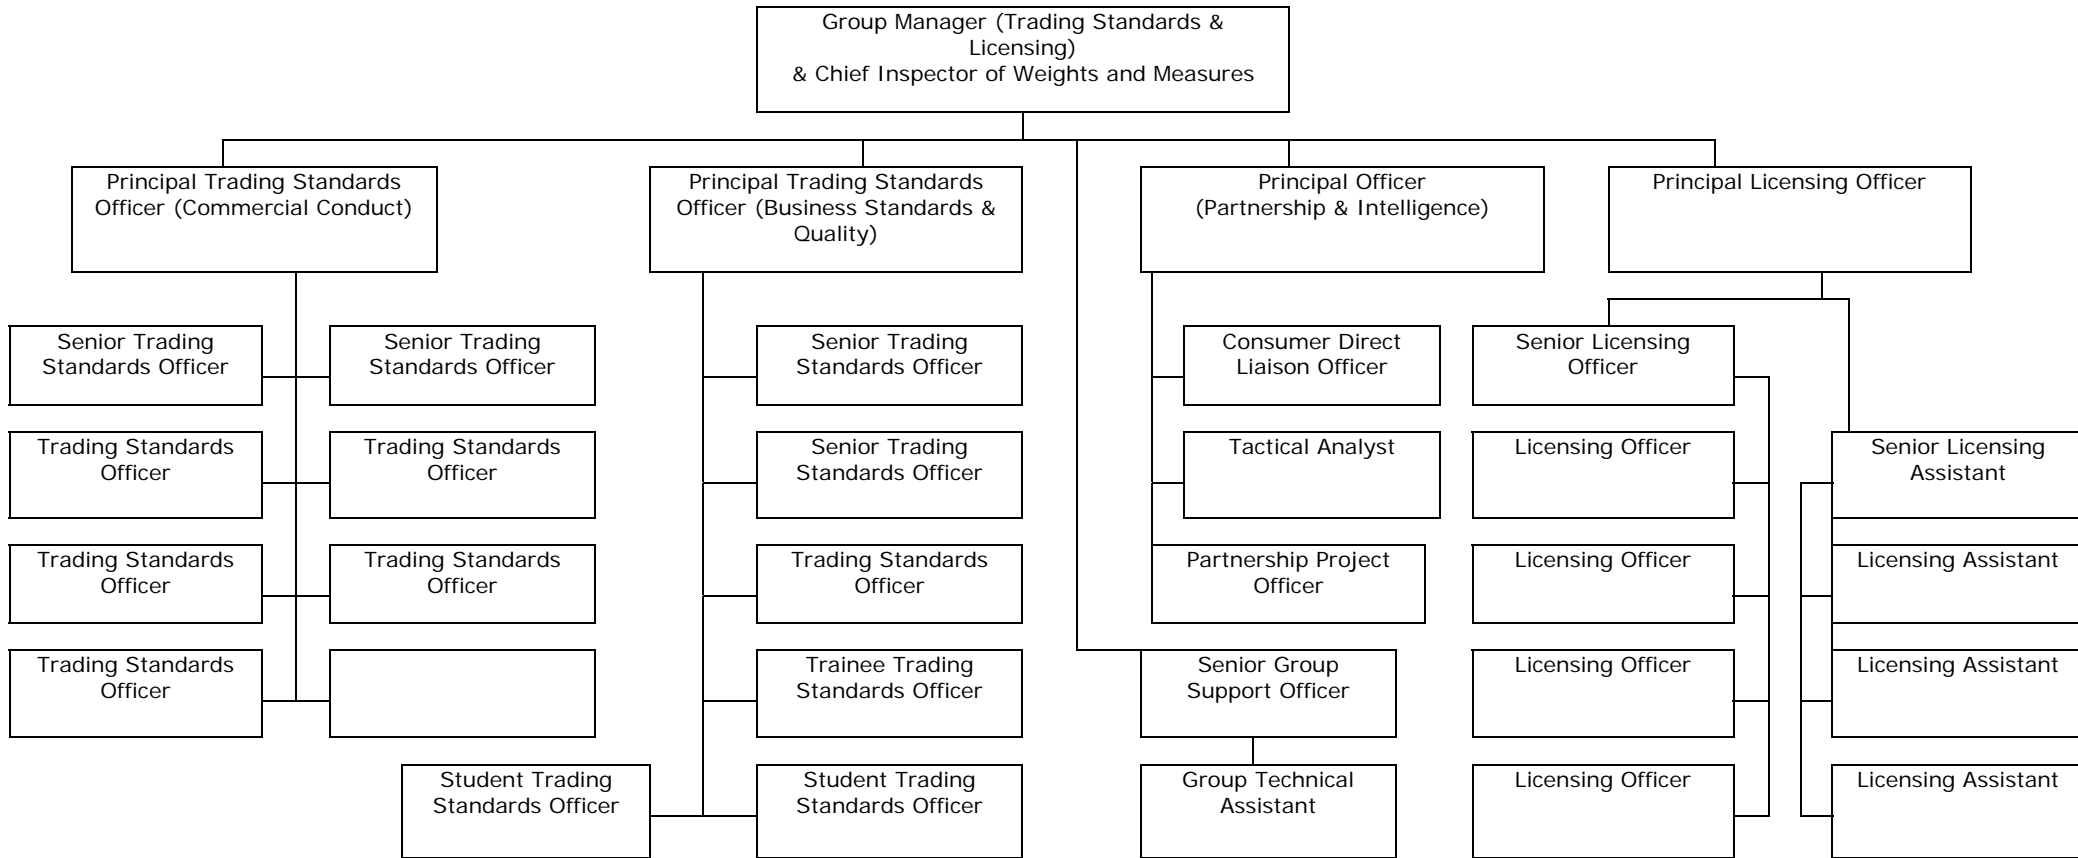 Group Manager (Trading Standards &
Licensing)
& Chief Inspector of Weights and Measures
Principal Trading Standards
Officer (Commercial Conduct)
Principal Trading Standards
Officer (Business Standards &
Quality)
Principal Officer
(Partnership & Intelligence)
Principal Licensing Officer
Senior Trading
Standards Officer
Senior Trading
Standards Officer
Senior Trading
Standards Officer
Consumer Direct
Liaison Officer
Senior Licensing
Officer
Trading Standards
Officer
Trading Standards
Officer
Senior Trading
Standards Officer
Tactical Analyst
Licensing Officer
Senior Licensing
Assistant
Trading Standards
Officer
Trading Standards
Officer
Trading Standards
Officer
Partnership Project
Officer
Licensing Officer
Licensing Assistant
Trading Standards
Officer
Trainee Trading
Standards Officer
Senior Group
Support Officer
Licensing Officer
Licensing Assistant
Student Trading
Standards Officer
Student Trading
Standards Officer
Group Technical
Assistant
Licensing Officer
Licensing Assistant